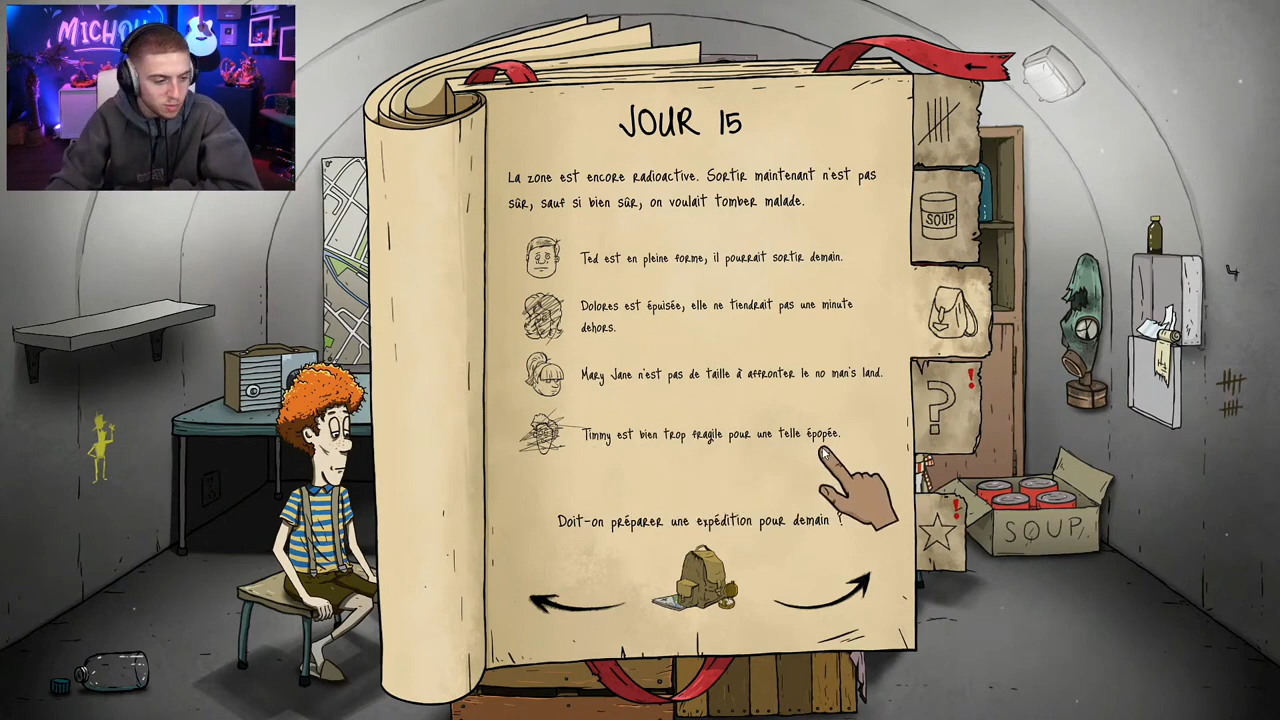 MICHOU
JOUR 15
La zone est encore radioactive. Sortir maintenant n'est pas
sûr, sauf si bien sûr, on voulait tomber malade.
SOUP
Ted est en pleine forme, il pourrait sortir demain.
Dolores est épuisée, elle ne tiendrait pas une minute
dehors.
Mary Jane n'est pas de taille à affronter le no man's land.
?
!
Timmy est bien trop fragile pour une telle épopée.
Doit-on préparer une expédition pour demain ?
!
SOUP